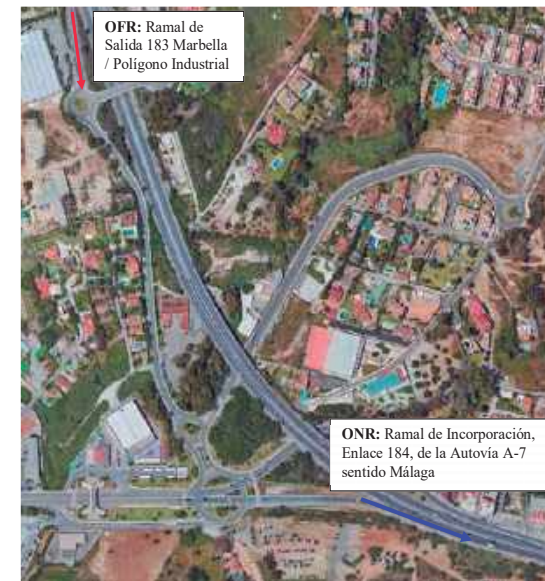 OFR: Ramal de
Salida 183 Marbella
/ Polígono Industrial
ONR: Ramal de Incorporación,
Enlace 184, de la Autovía A-7
sentido Málaga